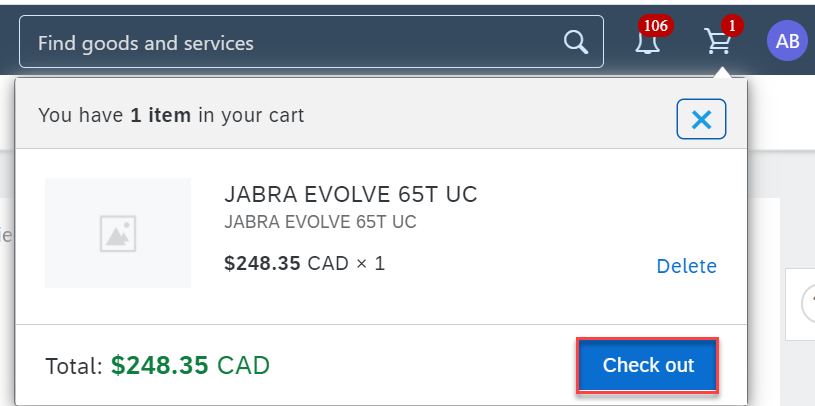 Find goods and services
106
1
AB
You have 1 item in your cart
JABRA EVOLVE 65T UC
JABRA EVOLVE 65T UC
$248.35 CAD × 1
Delete
Total: $248.35 CAD
Check out